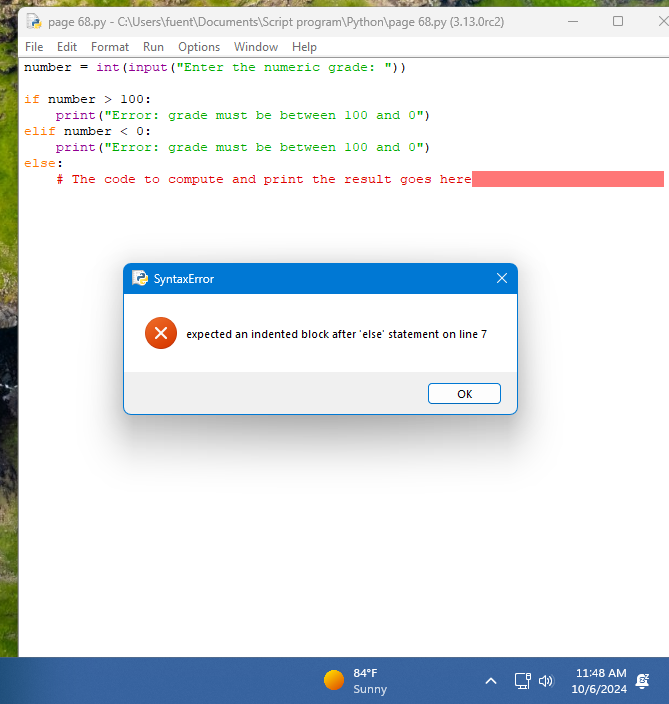 page 68.py - C:\Users\fuent\Documents\Script program\Python\page 68.py (3.13.0rc2)
File Edit Format Run Options Window Help
number = int(input("Enter the numeric grade: "))
if number > 100:
    print("Error: grade must be between 100 and 0")
elif number < 0:
    print("Error: grade must be between 100 and 0")
else:
    # The code to compute and print the result goes here
SyntaxError
expected an indented block after 'else' statement on line 7
OK
84°F
Sunny
11:48 AM
10/6/2024